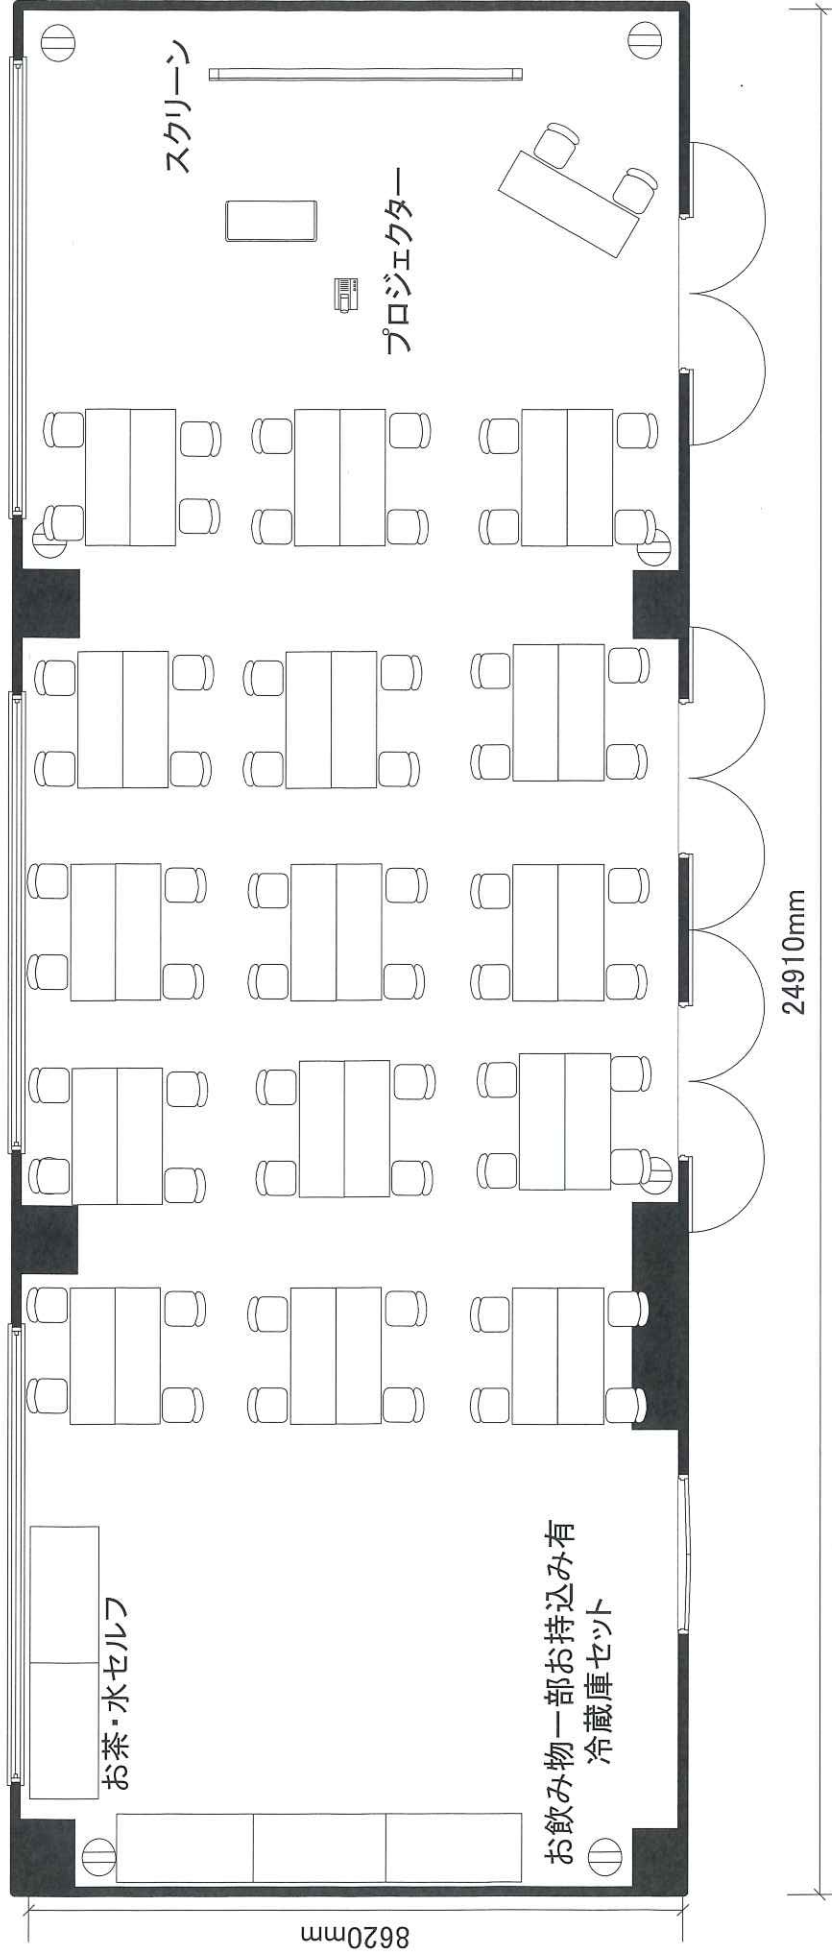 スクリーン
プロジェクター
24910mm
お茶・水セルフ
お飲み物一部お持込み有
冷蔵庫セット
8620mm